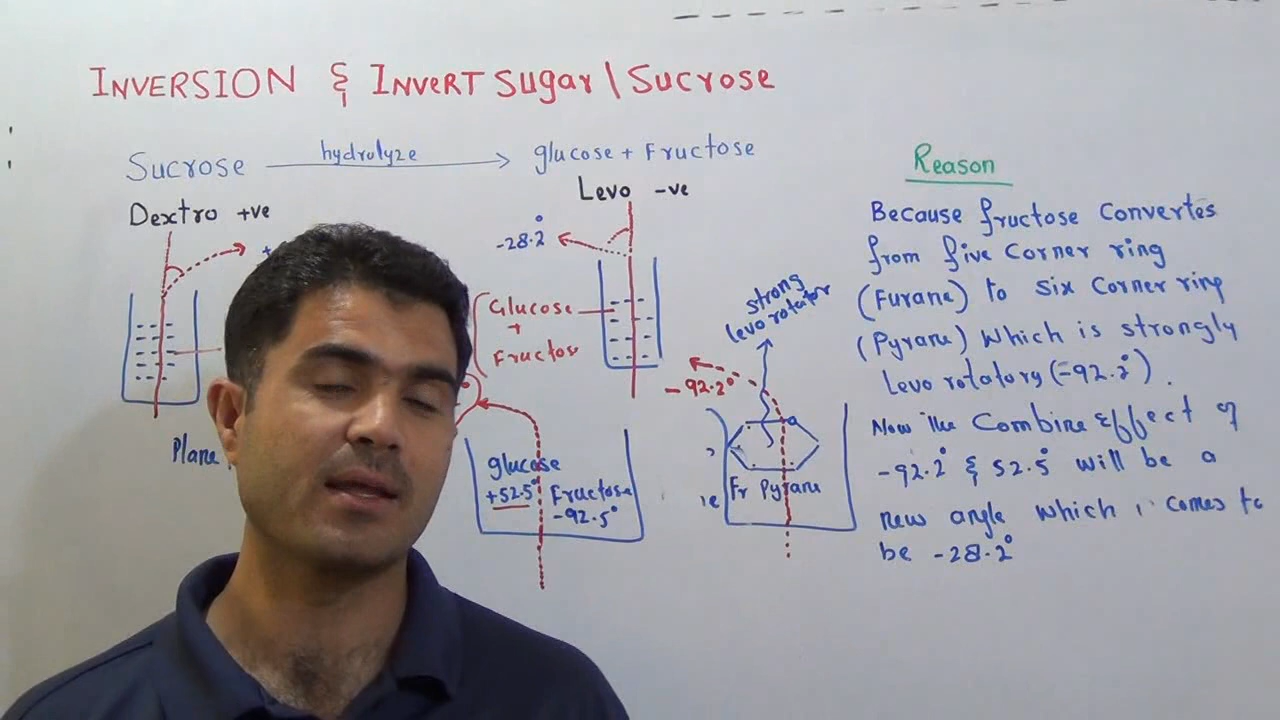 INVERSION & INVERT Sugar \ Sucrose
Sucrose hydrolyze glucose + Fructose
Dextro +ve
Levo -ve
-28.2°
Glucose
+
Fructos
Plane
glucose
+52.5°
Fructose
-92.5°
strong
levo rotator
-92.2°
Fr Pyrane
Reason
Because fructose Convertes
from five Corner ring
(Furane) to six Corner ring
(Pyrane) Which is strongly
Levo rotatory (-92.2°).
Now the Combine Effect of
-92.2° & 52.5° will be a
new angle which comes to
be -28.2°